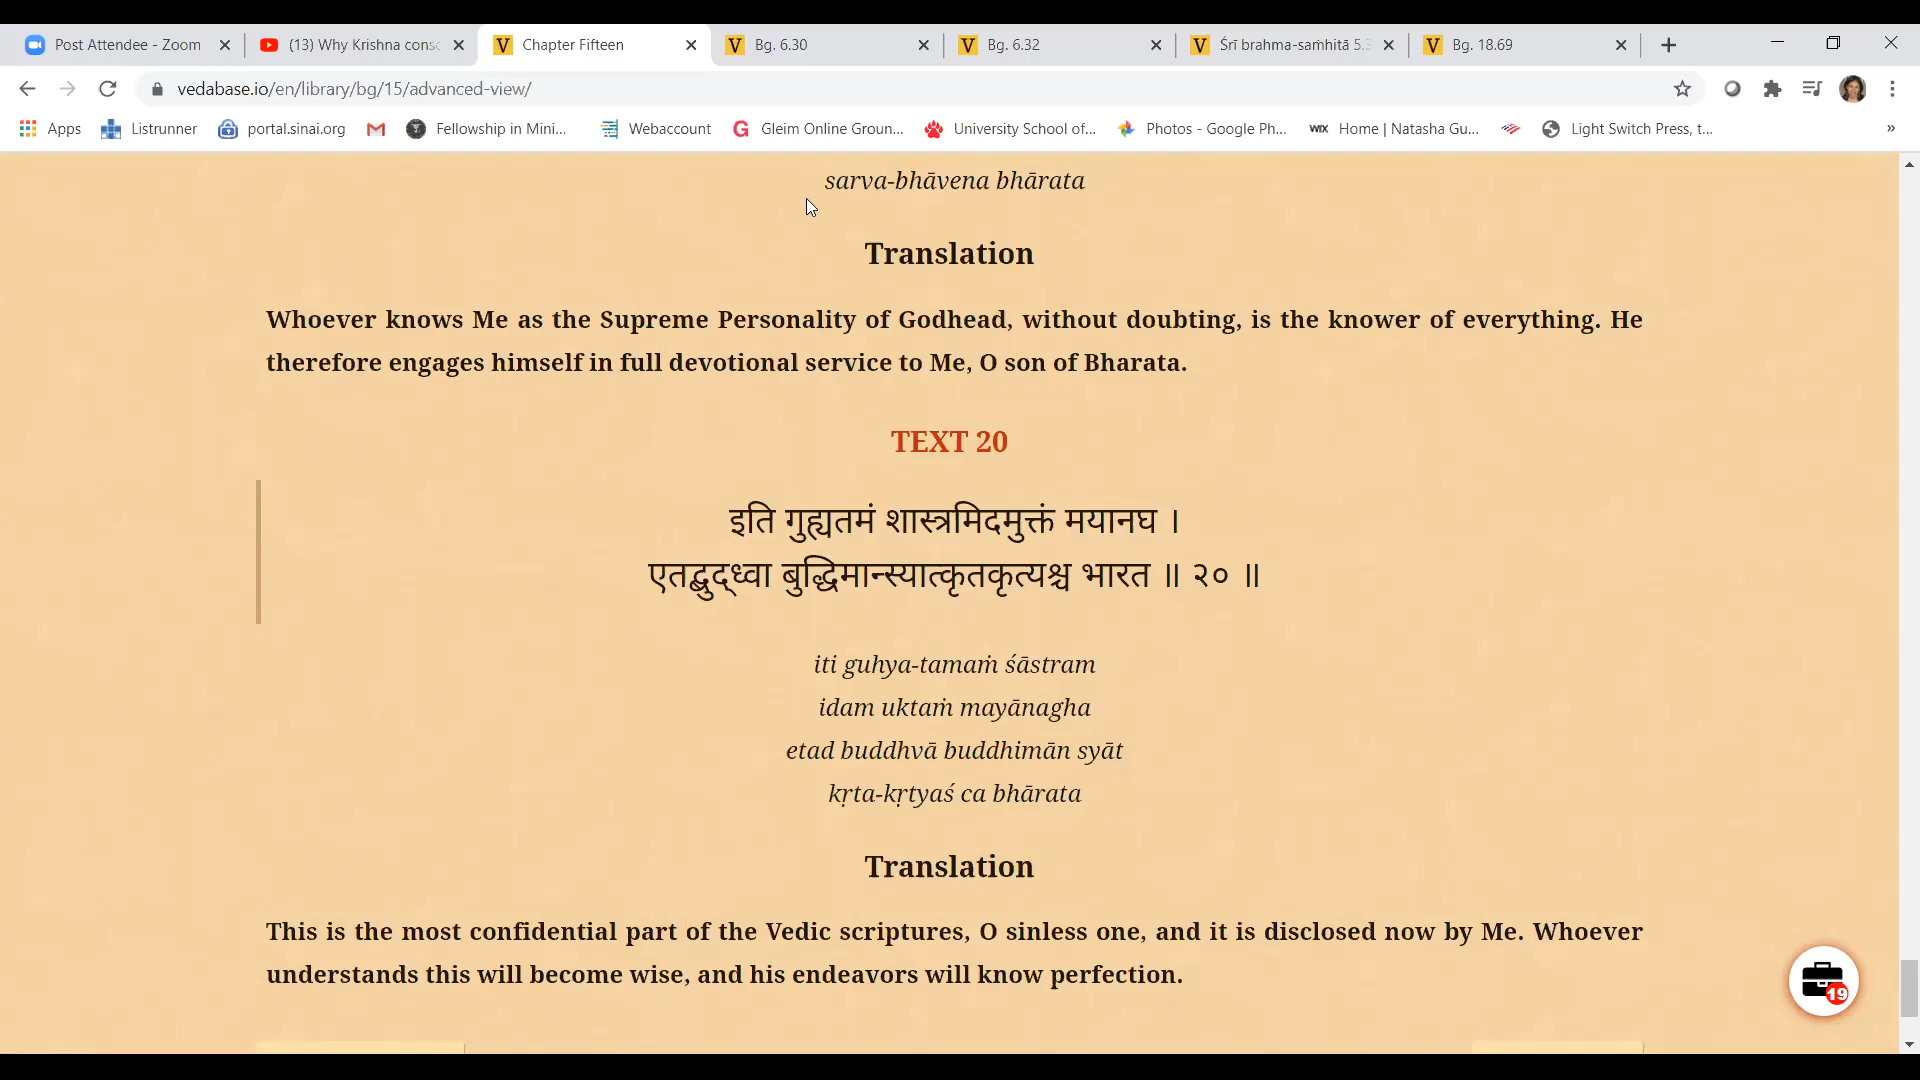 Post Attendee - Zoom
(13) Why Krishna consc
Chapter Fifteen
Bg. 6.30
Bg. 6.32
Śrī brahma-saṁhitā 5.3
Bg. 18.69
vedabase.io/en/library/bg/15/advanced-view/
Apps
Listrunner
portal.sinai.org
Fellowship in Mini...
Webaccount
Gleim Online Groun...
University School of...
Photos - Google Ph...
WIX
Home | Natasha Gu...
Light Switch Press, t...
»
sarva-bhāvena bhārata
Translation
Whoever knows Me as the Supreme Personality of Godhead, without doubting, is the knower of everything. He
therefore engages himself in full devotional service to Me, O son of Bharata.
TEXT 20
इति गुह्यतमं शास्त्रमिदमुक्तं मयानघ ।
एतद्बुद्ध्वा बुद्धिमान्स्यात्कृतकृत्यश्च भारत ॥ २० ॥
iti guhya-tamaṁ śāstram
idam uktaṁ mayānagha
etad buddhvā buddhimān syāt
kṛta-kṛtyaś ca bhārata
Translation
This is the most confidential part of the Vedic scriptures, O sinless one, and it is disclosed now by Me. Whoever
understands this will become wise, and his endeavors will know perfection.
19